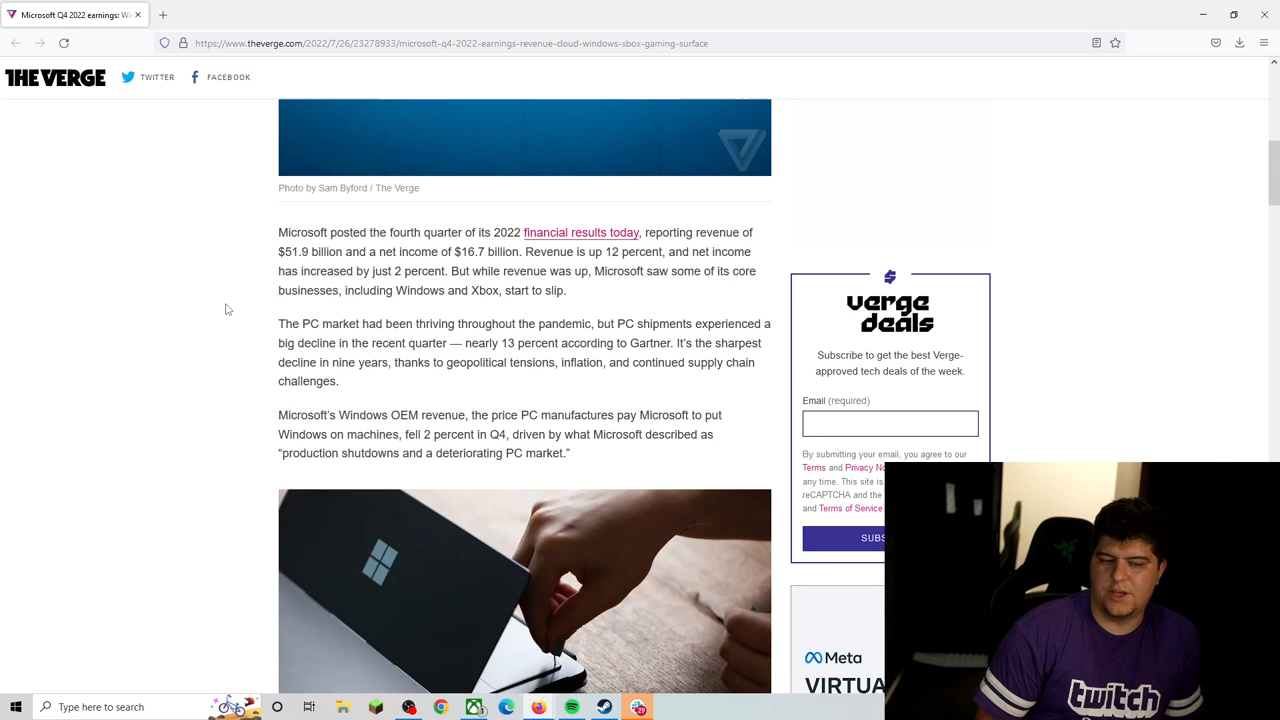 Microsoft Q4 2022 earnings: Wi
https://www.theverge.com/2022/7/26/23278933/microsoft-q4-2022-earnings-revenue-cloud-windows-xbox-gaming-surface
THE VERGE
TWITTER
FACEBOOK
Photo by Sam Byford / The Verge
Microsoft posted the fourth quarter of its 2022 financial results today, reporting revenue of
$51.9 billion and a net income of $16.7 billion. Revenue is up 12 percent, and net income
has increased by just 2 percent. But while revenue was up, Microsoft saw some of its core
businesses, including Windows and Xbox, start to slip.
The PC market had been thriving throughout the pandemic, but PC shipments experienced a
big decline in the recent quarter — nearly 13 percent according to Gartner. It’s the sharpest
decline in nine years, thanks to geopolitical tensions, inflation, and continued supply chain
challenges.
Microsoft’s Windows OEM revenue, the price PC manufactures pay Microsoft to put
Windows on machines, fell 2 percent in Q4, driven by what Microsoft described as
“production shutdowns and a deteriorating PC market.”
verge
deals
Subscribe to get the best Verge-
approved tech deals of the week.
Email (required)
By submitting your email, you agree to our
Terms and Privacy No
any time. This site is
reCAPTCHA and the
and Terms of Service
SUBS
Meta
VIRTUA
twitch
Type here to search